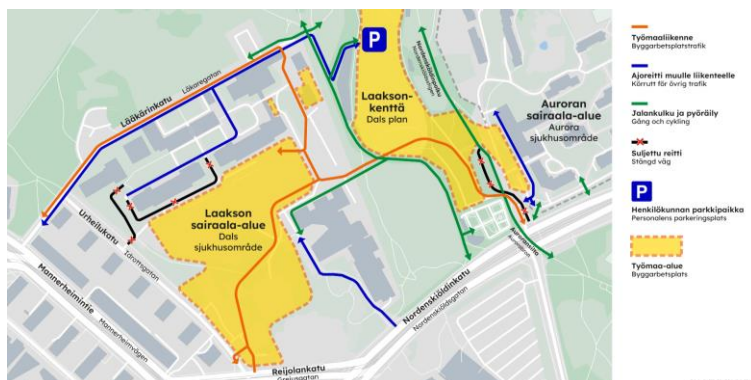 P
Lääkärinkatu
Läkaregatan
Nordenskiöldinpolku
Nordenskiöldsstigen
Laakson-
kenttä
Dals plan
Auroran
sairaala-alue
Aurora
sjukhusområde
Laakson
sairaala-alue
Dals
sjukhusområde
Urheilukatu
Idrottsgatan
Mannerheimintie
Mannerheimvägen
Nordenskiöldinkatu
Nordenskiöldsgatan
Auroransilta
Reijolankatu
Greijusgatan
Työmaaliikenne
Byggarbetsplatstrafik
Ajoreitti muulle liikenteelle
Körrutt för övrig trafik
Jalankulku ja pyöräily
Gång och cykling
Suljettu reitti
Stängd väg
P
Henkilökunnan parkkipaikka
Personalens parkeringsplats
Työmaa-alue
Byggarbetsplats